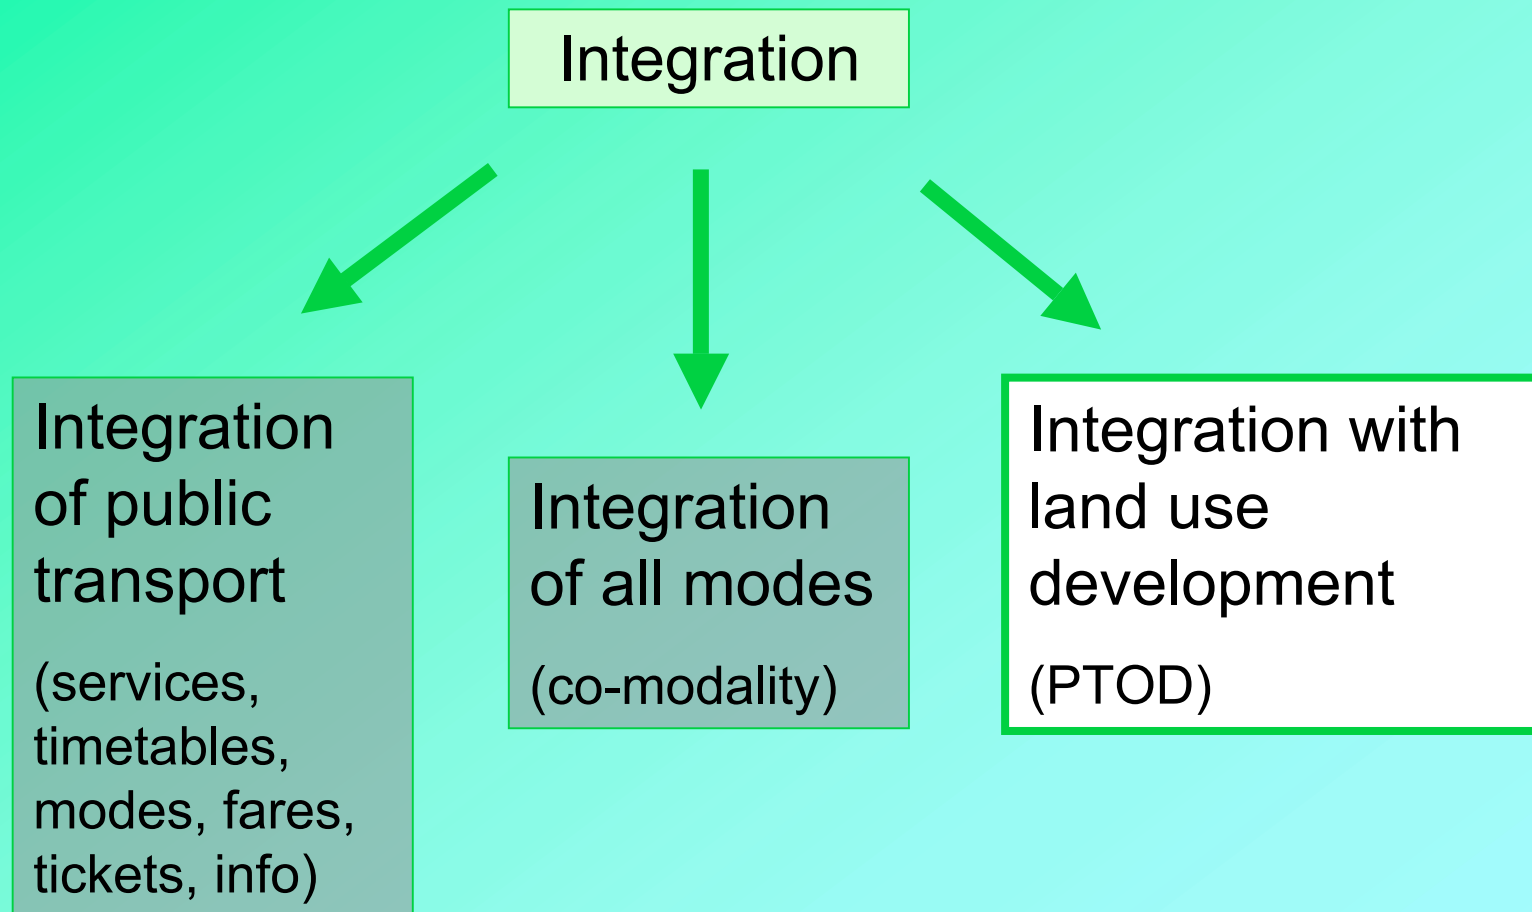 Integration
Integration
of public
transport
(services,
timetables,
modes, fares,
tickets, info)
Integration
of all modes
(co-modality)
Integration with
land use
development
(PTOD)